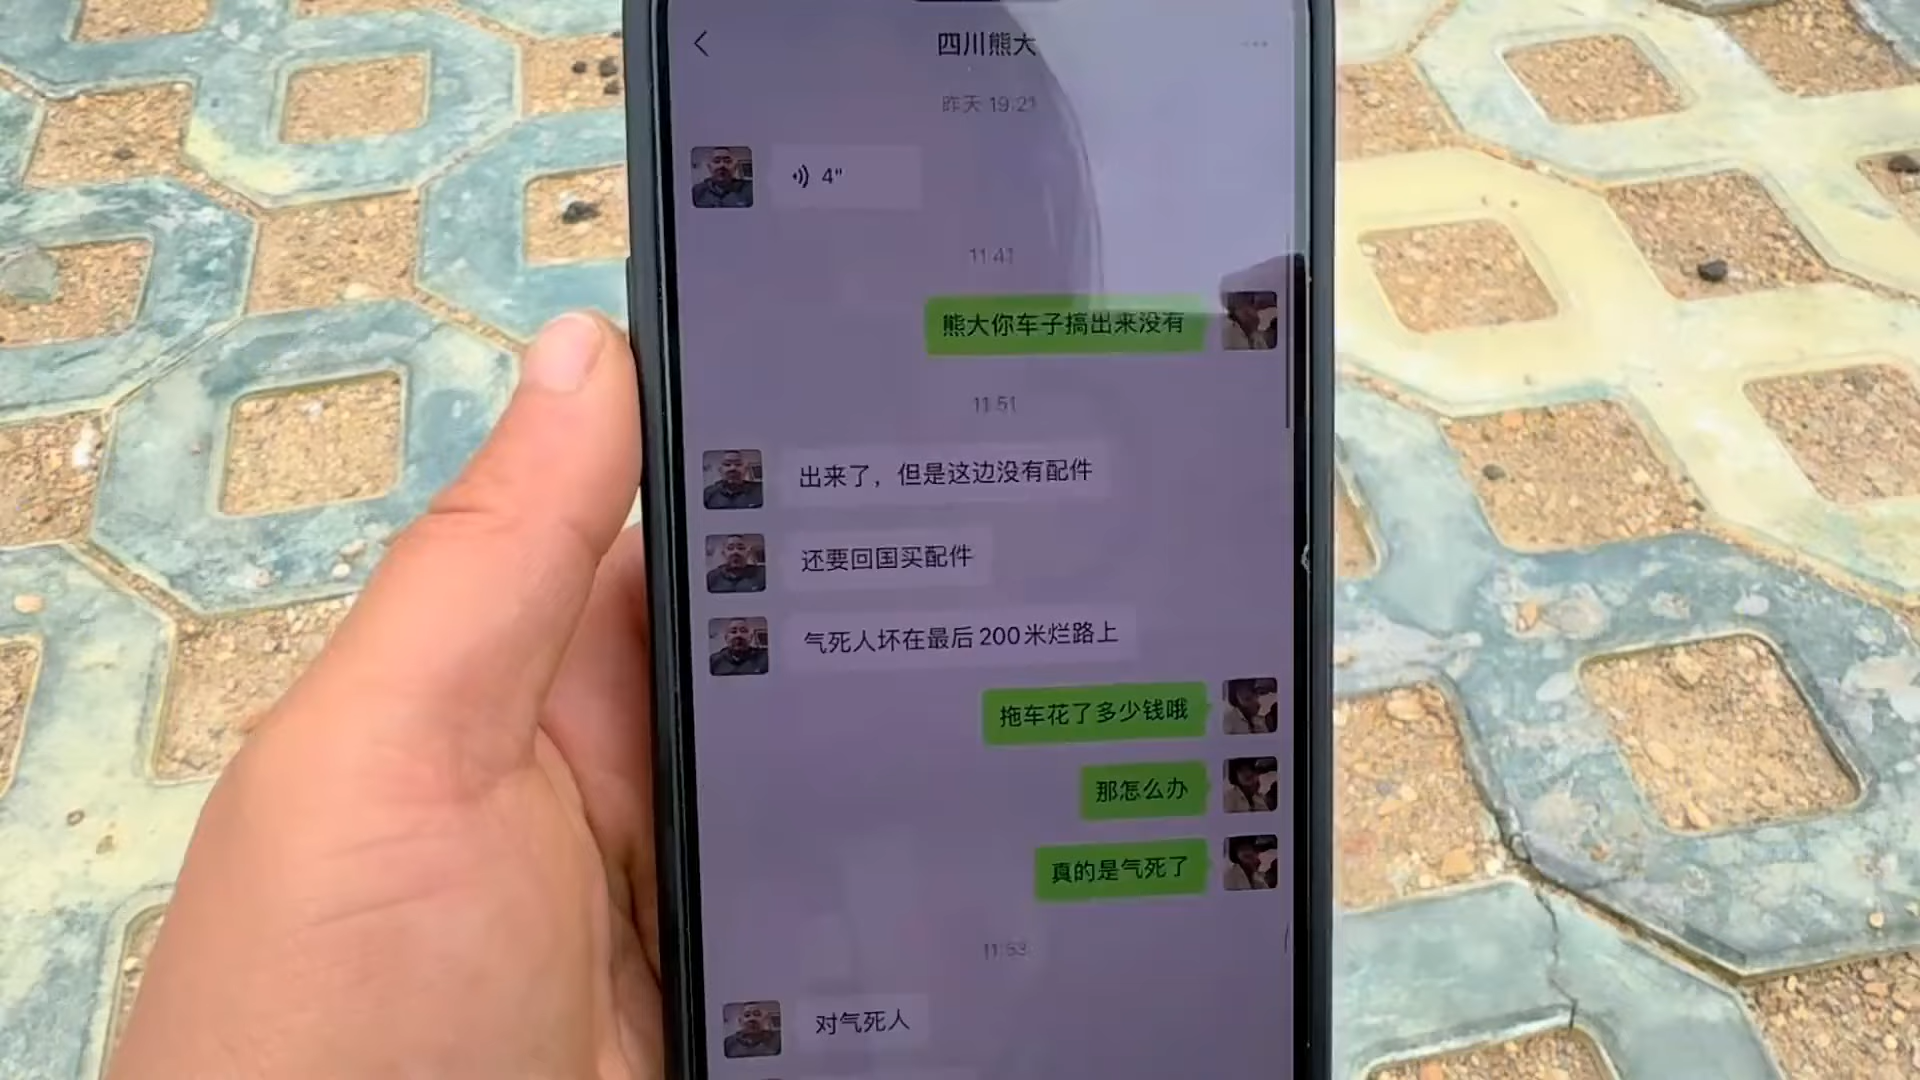 四川熊大
昨天 19:21
4"
11:41
熊大你车子搞出来没有
11:51
出来了，但是这边没有配件
还要回国买配件
气死人坏在最后200米烂路上
拖车花了多少钱哦
那怎么办
真的是气死了
11:53
对气死人